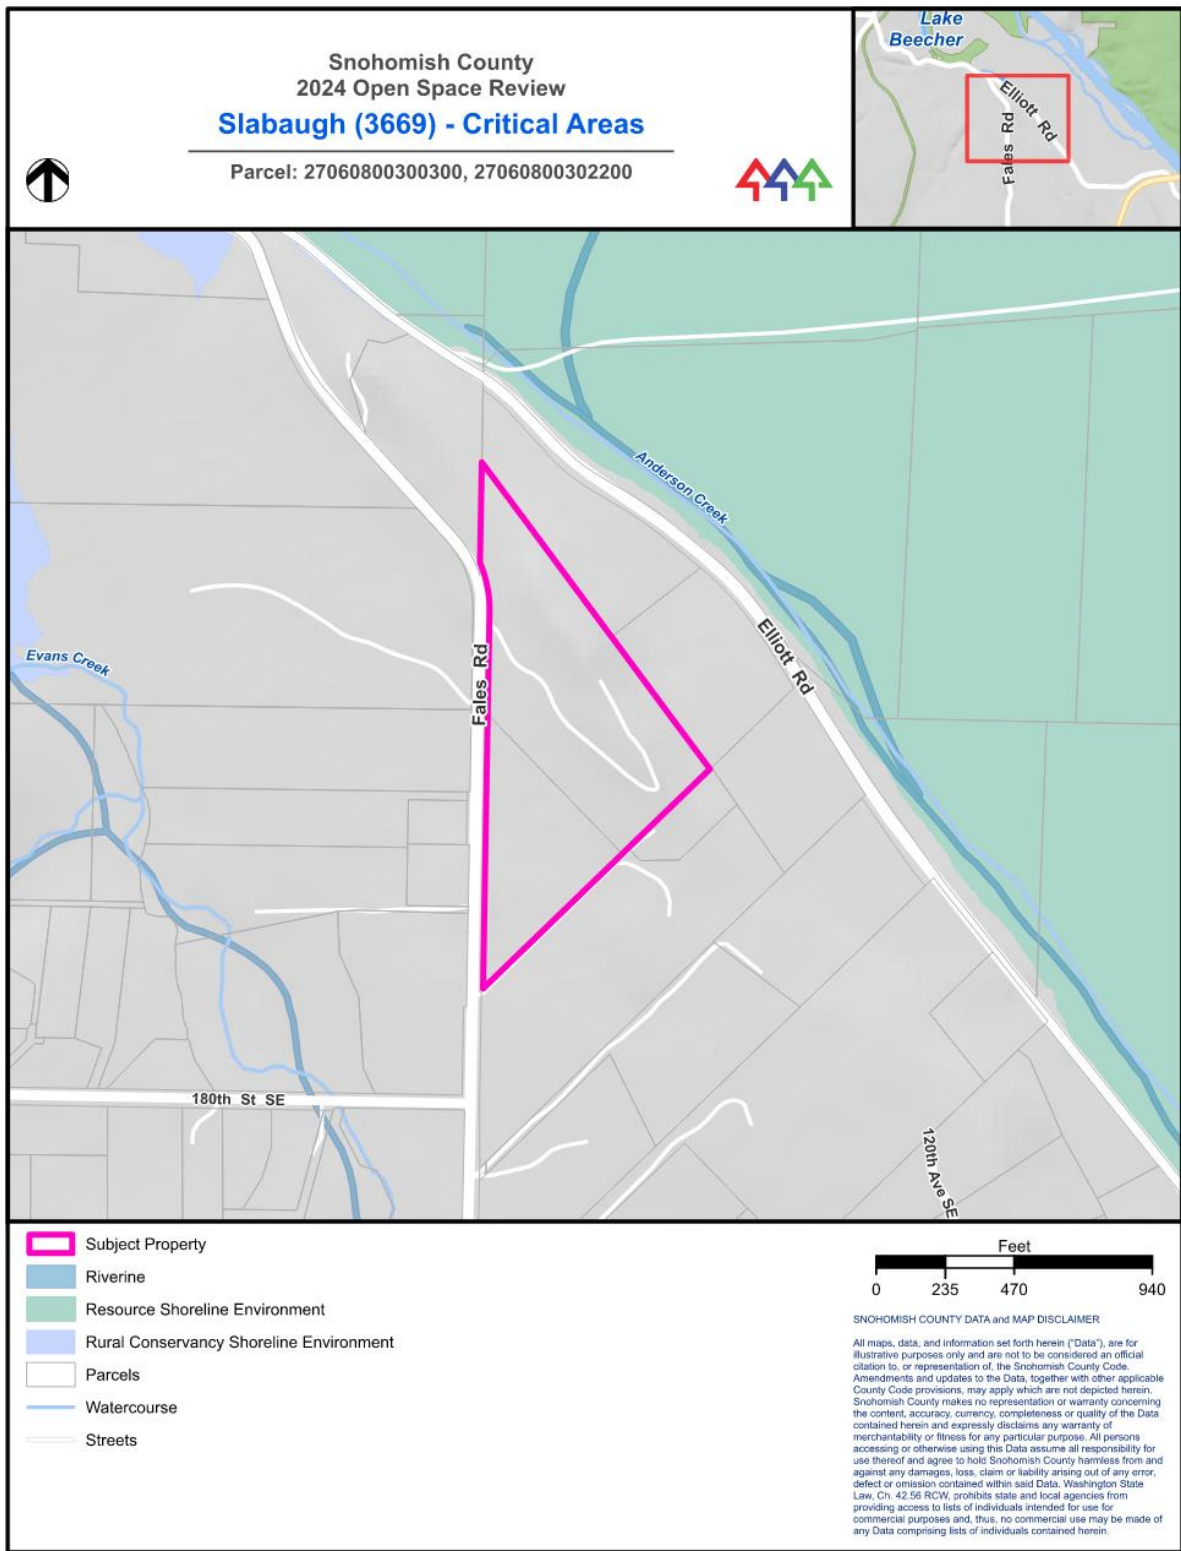 Snohomish County
2024 Open Space Review
Slabaugh (3669) - Critical Areas
Parcel: 27060800300300, 27060800302200
Lake
Beecher
Elliott Rd
Fales Rd
Anderson Creek
Elliott Rd
Fales Rd
Evans Creek
180th St SE
120th Ave SE
Subject Property
Riverine
Resource Shoreline Environment
Rural Conservancy Shoreline Environment
Parcels
Watercourse
Streets
Feet
0 235 470 940
SNOHOMISH COUNTY DATA and MAP DISCLAIMER
All maps, data, and information set forth herein ("Data"), are for
illustrative purposes only and are not to be considered an official
citation to, or representation of, the Snohomish County Code.
Amendments and updates to the Data, together with other applicable
County Code provisions, may apply which are not depicted herein.
Snohomish County makes no representation or warranty concerning
the content, accuracy, currency, completeness or quality of the Data
contained herein and expressly disclaims any warranty of
merchantability or fitness for any particular purpose. All persons
accessing or otherwise using this Data assume all responsibility for
use thereof and agree to hold Snohomish County harmless from and
against any damages, loss, claim or liability arising out of any error,
defect or omission contained within said Data. Washington State
Law, Ch. 42.56 RCW, prohibits state and local agencies from
providing access to lists of individuals intended for use for
commercial purposes and, thus, no commercial use may be made of
any Data comprising lists of individuals contained herein.